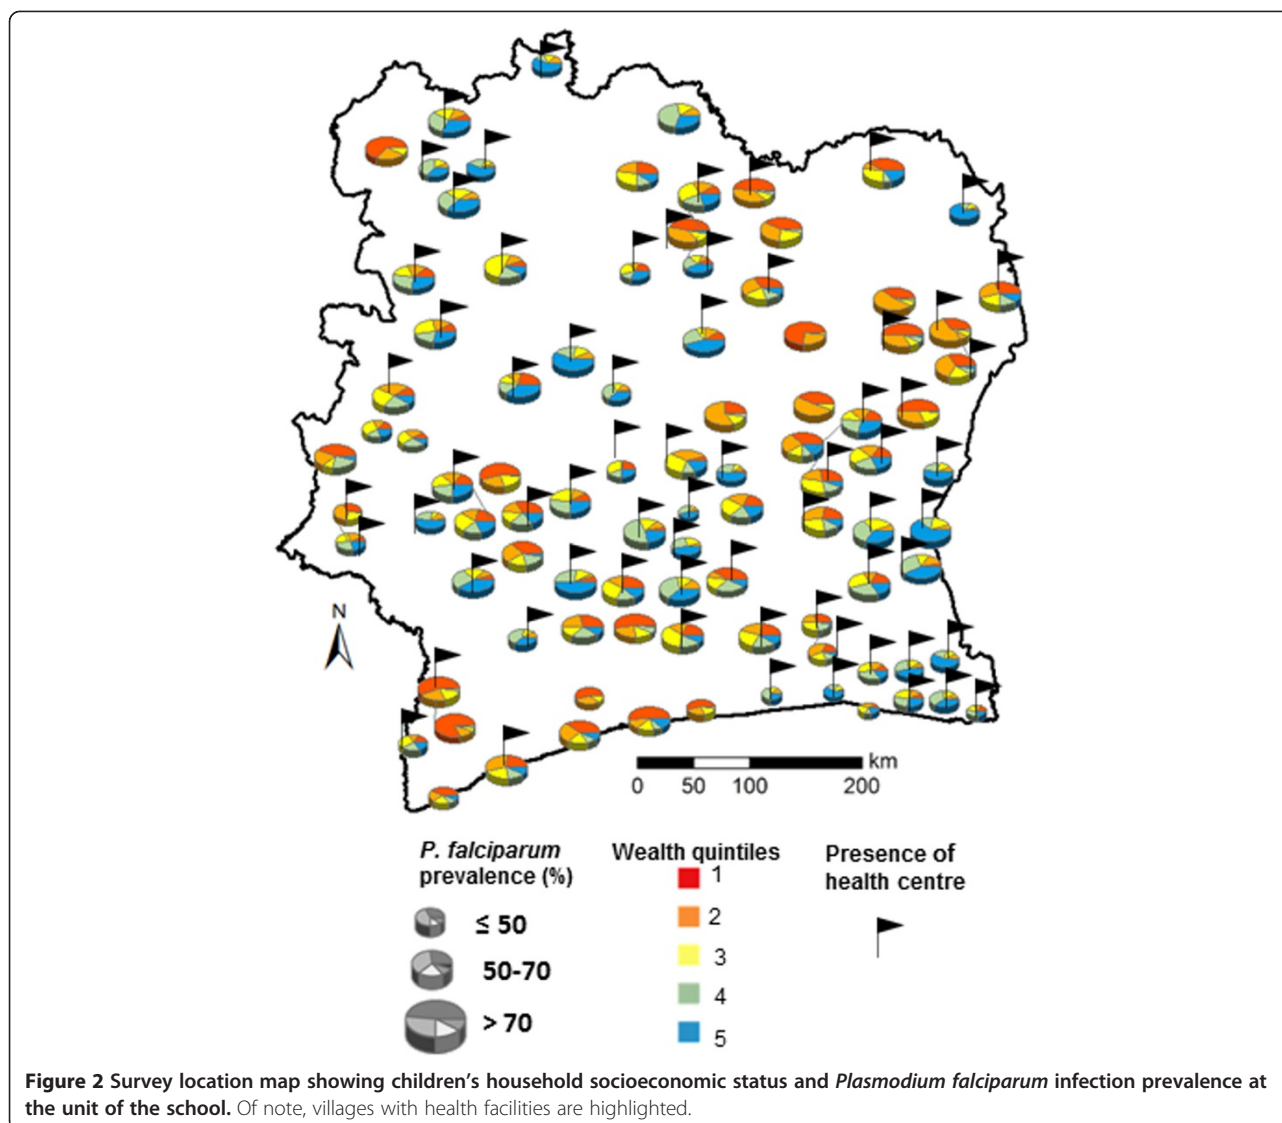 N
km
0 50 100 200
P. falciparum
prevalence (%)
≤ 50
50-70
> 70
Wealth quintiles
1
2
3
4
5
Presence of
health centre
Figure 2 Survey location map showing children's household socioeconomic status and Plasmodium falciparum infection prevalence at
the unit of the school. Of note, villages with health facilities are highlighted.